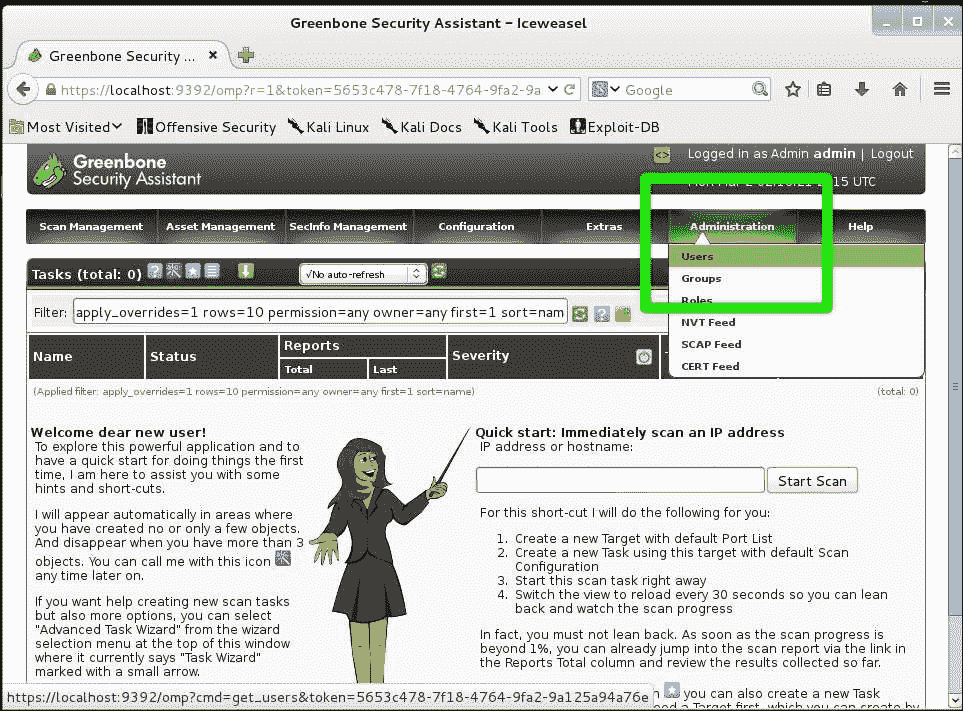 Greenbone Security Assistant - Iceweasel
Greenbone Security ...
https://localhost:9392/omp?r=1&token=5653c478-7f18-4764-9fa2-9a
Google
Most Visited
Offensive Security
Kali Linux
Kali Docs
Kali Tools
Exploit-DB
Greenbone
Security Assistant
Logged in as Admin admin | Logout
15 UTC
Scan Management
Asset Management
SecInfo Management
Configuration
Extras
Administration
Help
Users
Groups
Roles
NVT Feed
SCAP Feed
CERT Feed
Tasks (total: 0)
√No auto-refresh
Filter:
apply_overrides=1 rows=10 permission=any owner=any first=1 sort=nam
Name
Status
Reports
Total
Last
Severity
(Applied filter: apply_overrides=1 rows=10 permission=any owner=any first=1 sort=name)
(total: 0)
Welcome dear new user!
To explore this powerful application and to
have a quick start for doing things the first
time, I am here to assist you with some
hints and short-cuts.
I will appear automatically in areas where
you have created no or only a few objects.
And disappear when you have more than 3
objects. You can call me with this icon
any time later on.
If you want help creating new scan tasks
but also more options, you can select
"Advanced Task Wizard" from the wizard
selection menu at the top of this window
where it currently says "Task Wizard"
marked with a small arrow.
Quick start: Immediately scan an IP address
IP address or hostname:
Start Scan
For this short-cut I will do the following for you:
1. Create a new Target with default Port List
2. Create a new Task using this target with default Scan
Configuration
3. Start this scan task right away
4. Switch the view to reload every 30 seconds so you can lean
back and watch the scan progress
In fact, you must not lean back. As soon as the scan progress is
beyond 1%, you can already jump into the scan report via the link in
the Reports Total column and review the results collected so far.
you can also create a new Task
a Target first, which you can create by
https://localhost:9392/omp?cmd=get_users&token=5653c478-7f18-4764-9fa2-9a125a94a76e